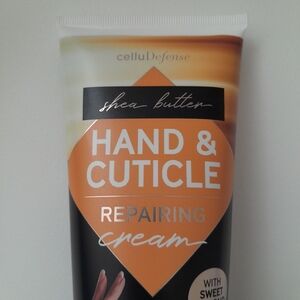 celluDefense
shea butter
HAND &
CUTICLE
REPAIRING
cream
WITH
SWEET